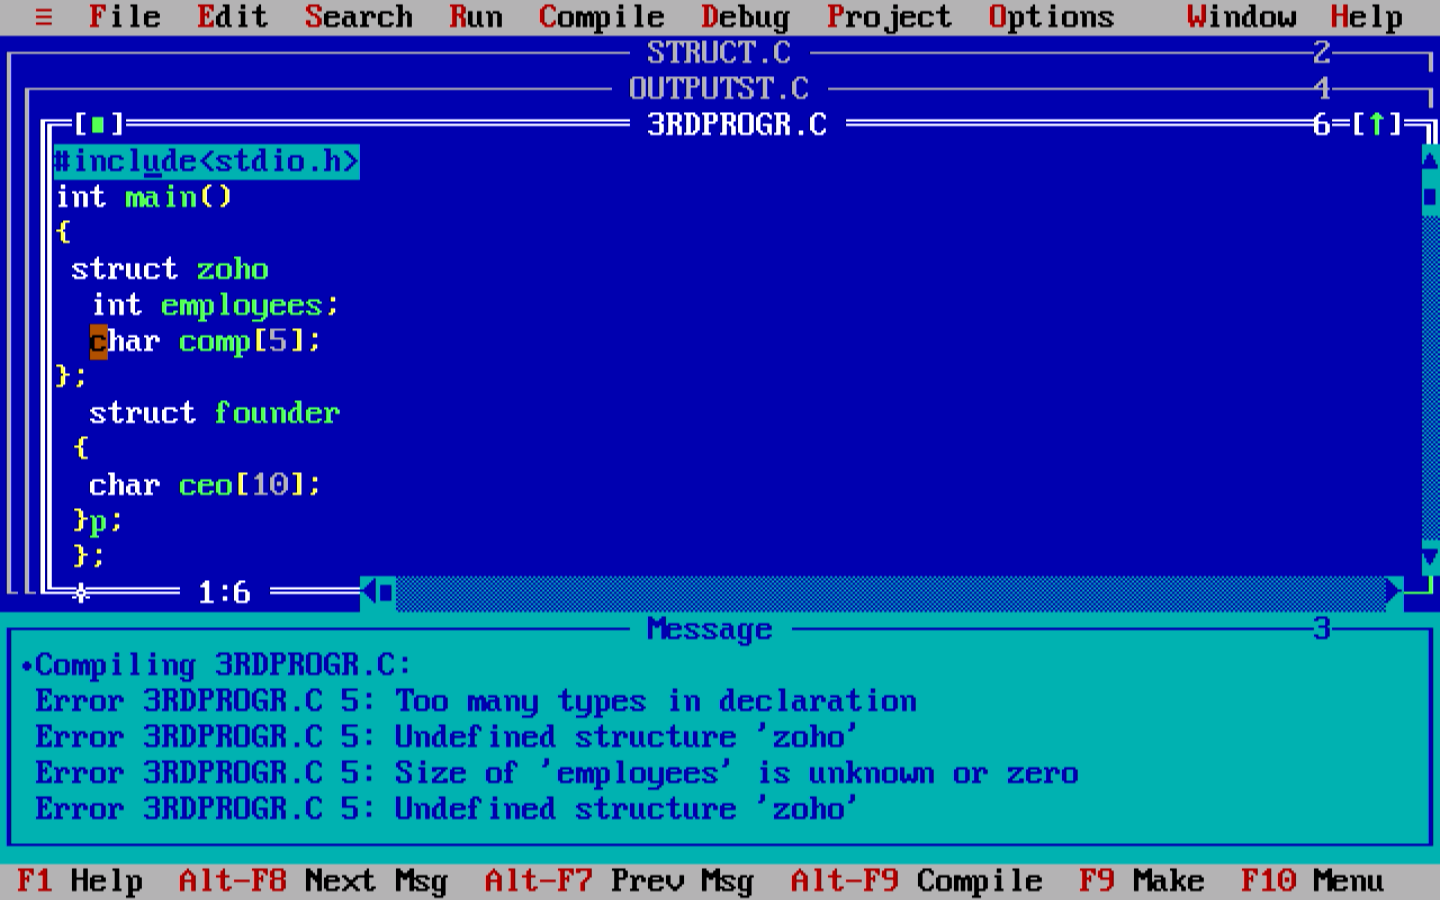 ≡ File Edit Search Run Compile Debug Project Options Window Help
STRUCT.C 2
OUTPUTST.C 4
[■] 3RDPROGR.C 6=[↑]
#include<stdio.h>
int main()
{
struct zoho
int employees;
char comp[5];
};
struct founder
{
char ceo[10];
}p;
};
1:6
Message 3
•Compiling 3RDPROGR.C:
Error 3RDPROGR.C 5: Too many types in declaration
Error 3RDPROGR.C 5: Undefined structure 'zoho'
Error 3RDPROGR.C 5: Size of 'employees' is unknown or zero
Error 3RDPROGR.C 5: Undefined structure 'zoho'
F1 Help Alt-F8 Next Msg Alt-F7 Prev Msg Alt-F9 Compile F9 Make F10 Menu